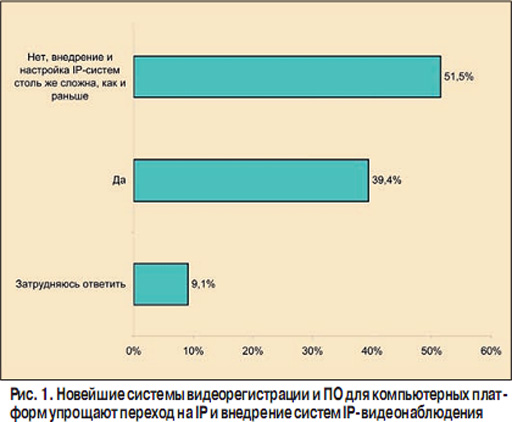 Нет, внедрение и
настройка IP-систем
столь же сложна, как и
раньше
51,5%
Да
39,4%
Затрудняюсь ответить
9,1%
0%
10%
20%
30%
40%
50%
60%
Рис. 1. Новейшие системы видеорегистрации и ПО для компьютерных плат-
форм упрощают переход на IP и внедрение систем IP-видеонаблюдения